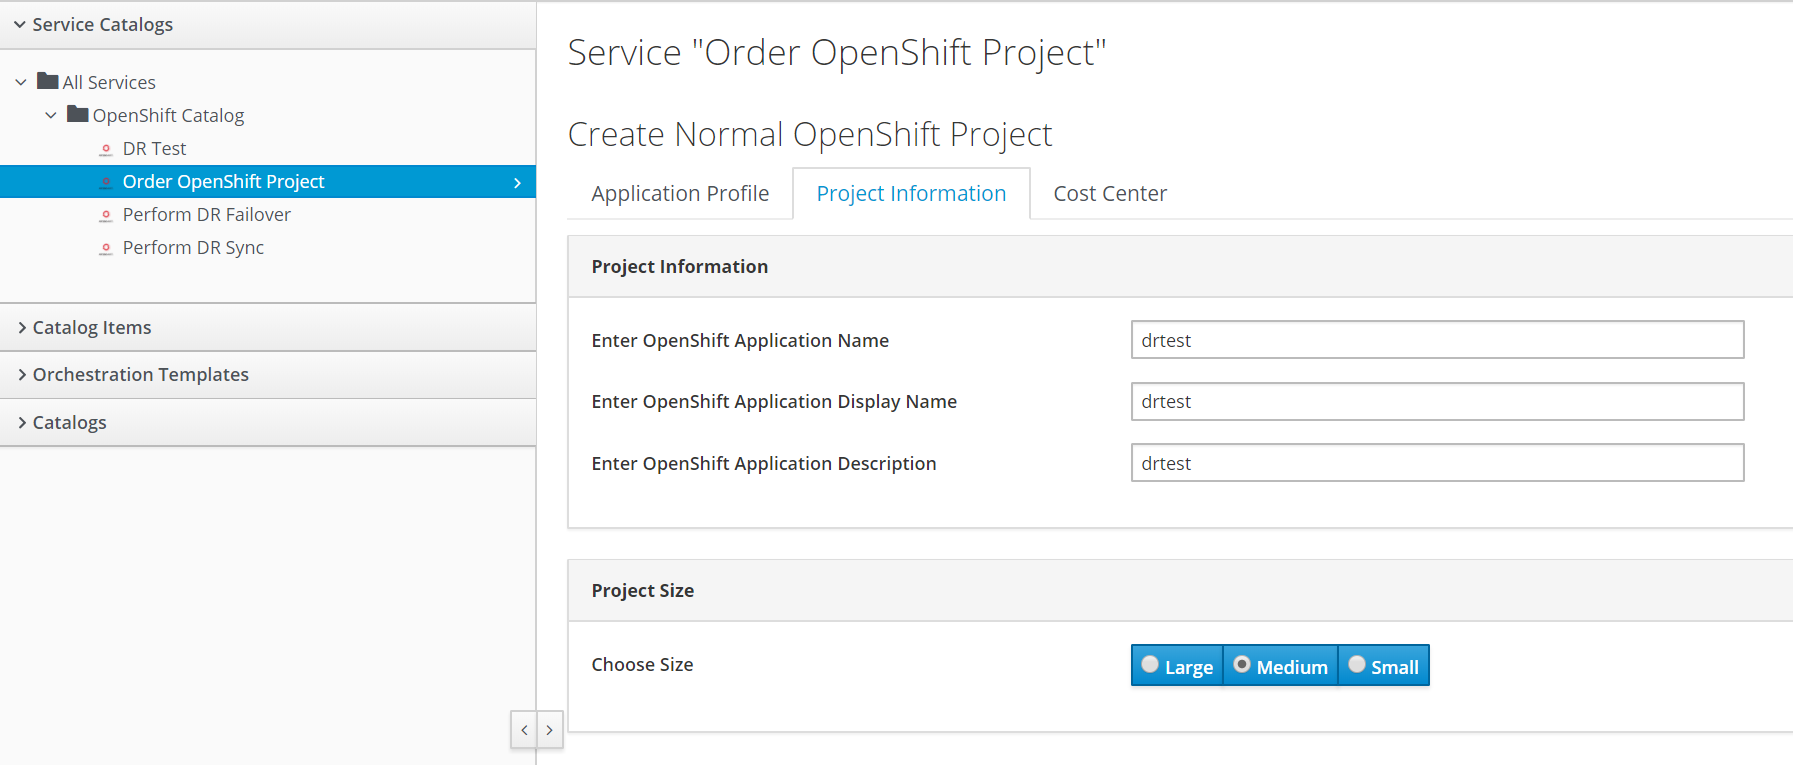 Service Catalogs
All Services
OpenShift Catalog
DR Test
Order OpenShift Project
Perform DR Failover
Perform DR Sync
Catalog Items
Orchestration Templates
Catalogs
Service "Order OpenShift Project"
Create Normal OpenShift Project
Application Profile Project Information Cost Center
Project Information
Enter OpenShift Application Name drtest
Enter OpenShift Application Display Name drtest
Enter OpenShift Application Description drtest
Project Size
Choose Size Large Medium Small